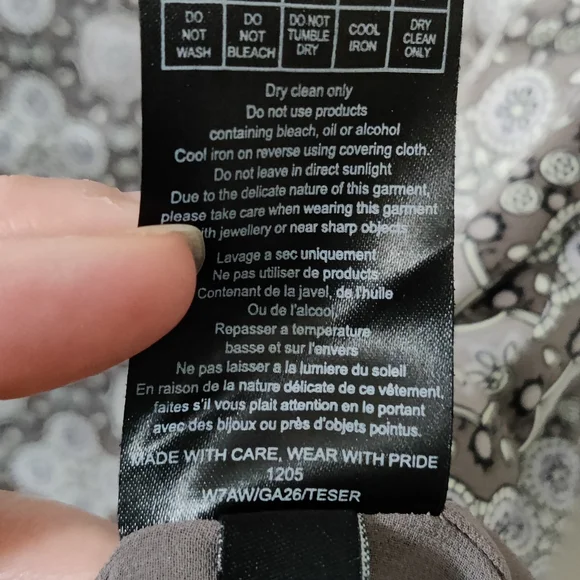 DO NOT WASH
DO NOT BLEACH
DO NOT TUMBLE DRY
COOL IRON
DRY CLEAN ONLY
Dry clean only
Do not use products
containing bleach, oil or alcohol
Cool iron on reverse using covering cloth.
Do not leave in direct sunlight
Due to the delicate nature of this garment,
please take care when wearing this garment
with jewellery or near sharp objects
Lavage a sec uniquement
Ne pas utiliser de products
Contenant de la javel, de l'huile
Ou de l'alcool
Repasser a température
basse et sur l'envers
Ne pas laisser a la lumiere du soleil
En raison de la nature délicate de ce vêtement,
faites s'il vous plait attention en le portant
avec des bijoux ou près d'objets pointus.
MADE WITH CARE, WEAR WITH PRIDE
1205
W7AW/GA26/TESER